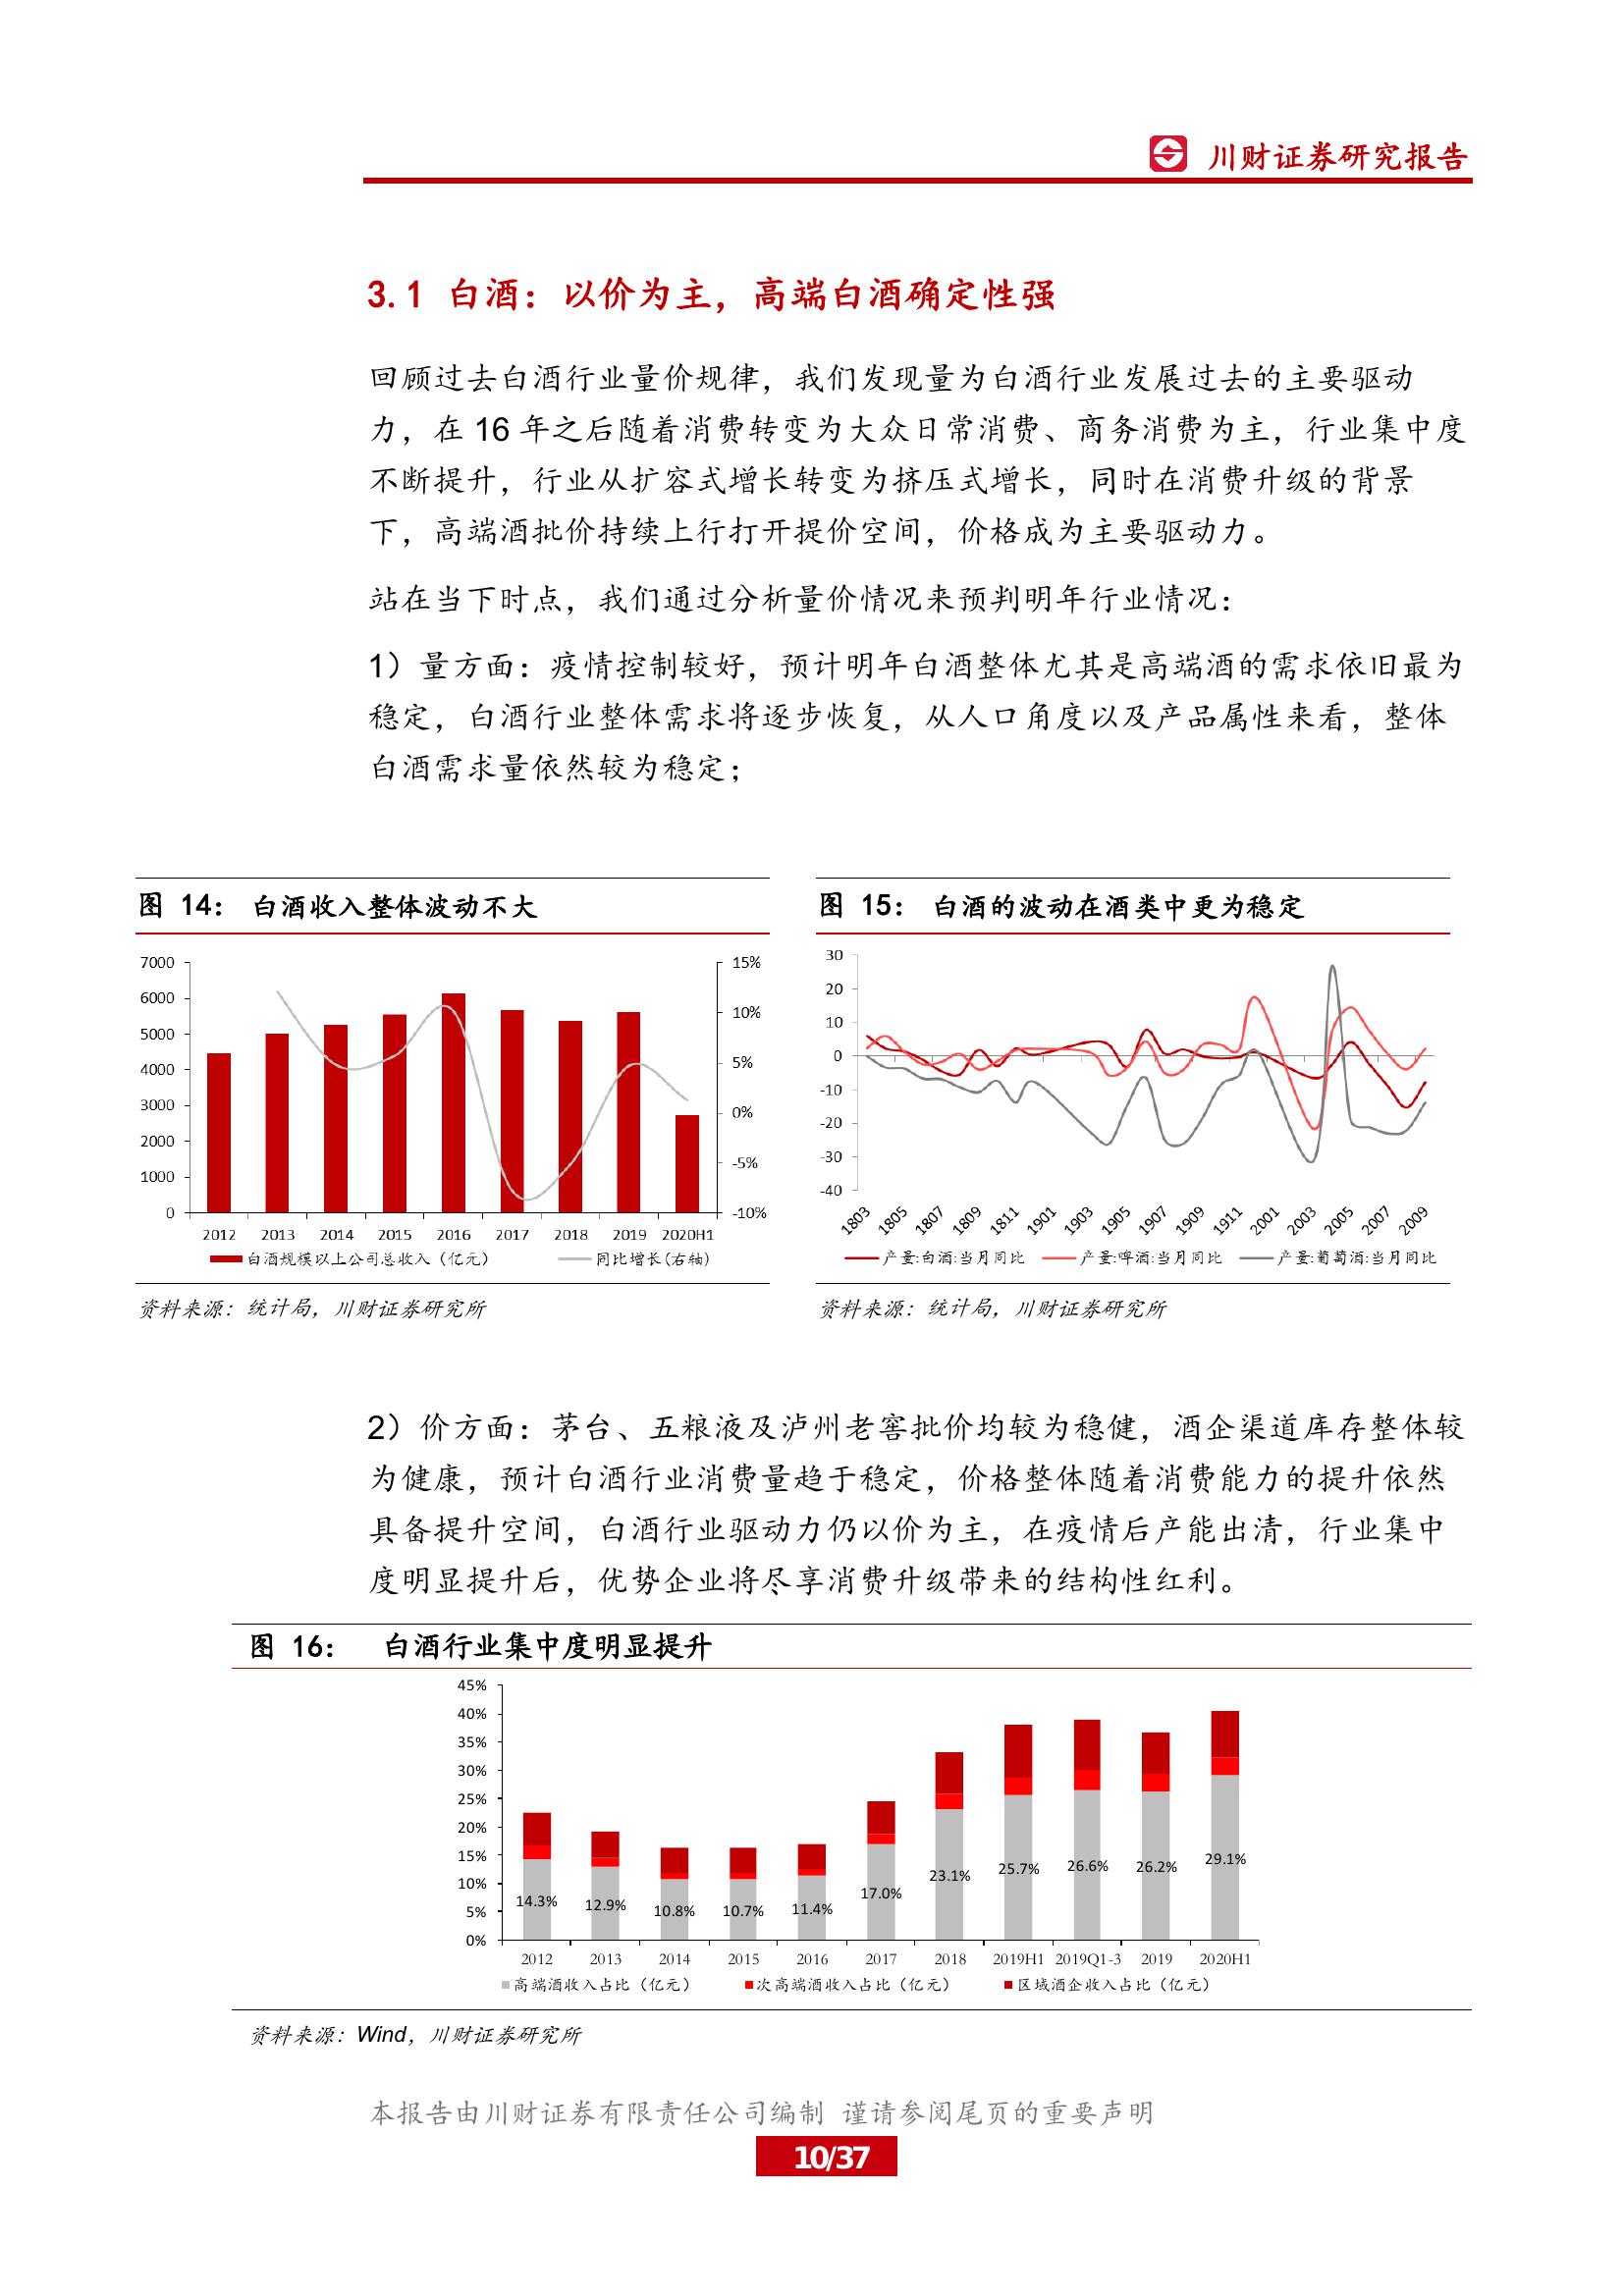 川财证券研究报告
3.1 白酒：以价为主，高端白酒确定性强
回顾过去白酒行业量价规律，我们发现量为白酒行业发展过去的主要驱动
力，在 16 年之后随着消费转变为大众日常消费、商务消费为主，行业集中度
不断提升，行业从扩容式增长转变为挤压式增长，同时在消费升级的背景
下，高端酒批价持续上行打开提价空间，价格成为主要驱动力。
站在当下时点，我们通过分析量价情况来预判明年行业情况：
1）量方面：疫情控制较好，预计明年白酒整体尤其是高端酒的需求依旧最为
稳定，白酒行业整体需求将逐步恢复，从人口角度以及产品属性来看，整体
白酒需求量依然较为稳定；
图 14： 白酒收入整体波动不大
7000
6000
5000
4000
3000
2000
1000
0
15%
10%
5%
0%
-5%
-10%
2012 2013 2014 2015 2016 2017 2018 2019 2020H1
白酒规模以上公司总收入（亿元） 同比增长(右轴)
资料来源：统计局，川财证券研究所
图 15： 白酒的波动在酒类中更为稳定
30
20
10
0
-10
-20
-30
-40
1803 1805 1807 1809 1811 1901 1903 1905 1907 1909 1911 2001 2003 2005 2007 2009
产量:白酒:当月同比 产量:啤酒:当月同比 产量:葡萄酒:当月同比
资料来源：统计局，川财证券研究所
2）价方面：茅台、五粮液及泸州老窖批价均较为稳健，酒企渠道库存整体较
为健康，预计白酒行业消费量趋于稳定，价格整体随着消费能力的提升依然
具备提升空间，白酒行业驱动力仍以价为主，在疫情后产能出清，行业集中
度明显提升后，优势企业将尽享消费升级带来的结构性红利。
图 16： 白酒行业集中度明显提升
45%
40%
35%
30%
25%
20%
15%
10%
5%
0%
14.3% 12.9% 10.8% 10.7% 11.4% 17.0% 23.1% 25.7% 26.6% 26.2% 29.1%
2012 2013 2014 2015 2016 2017 2018 2019H1 2019Q1-3 2019 2020H1
高端酒收入占比（亿元） 次高端酒收入占比（亿元） 区域酒企收入占比（亿元）
资料来源：Wind，川财证券研究所
本报告由川财证券有限责任公司编制 谨请参阅尾页的重要声明
10/37